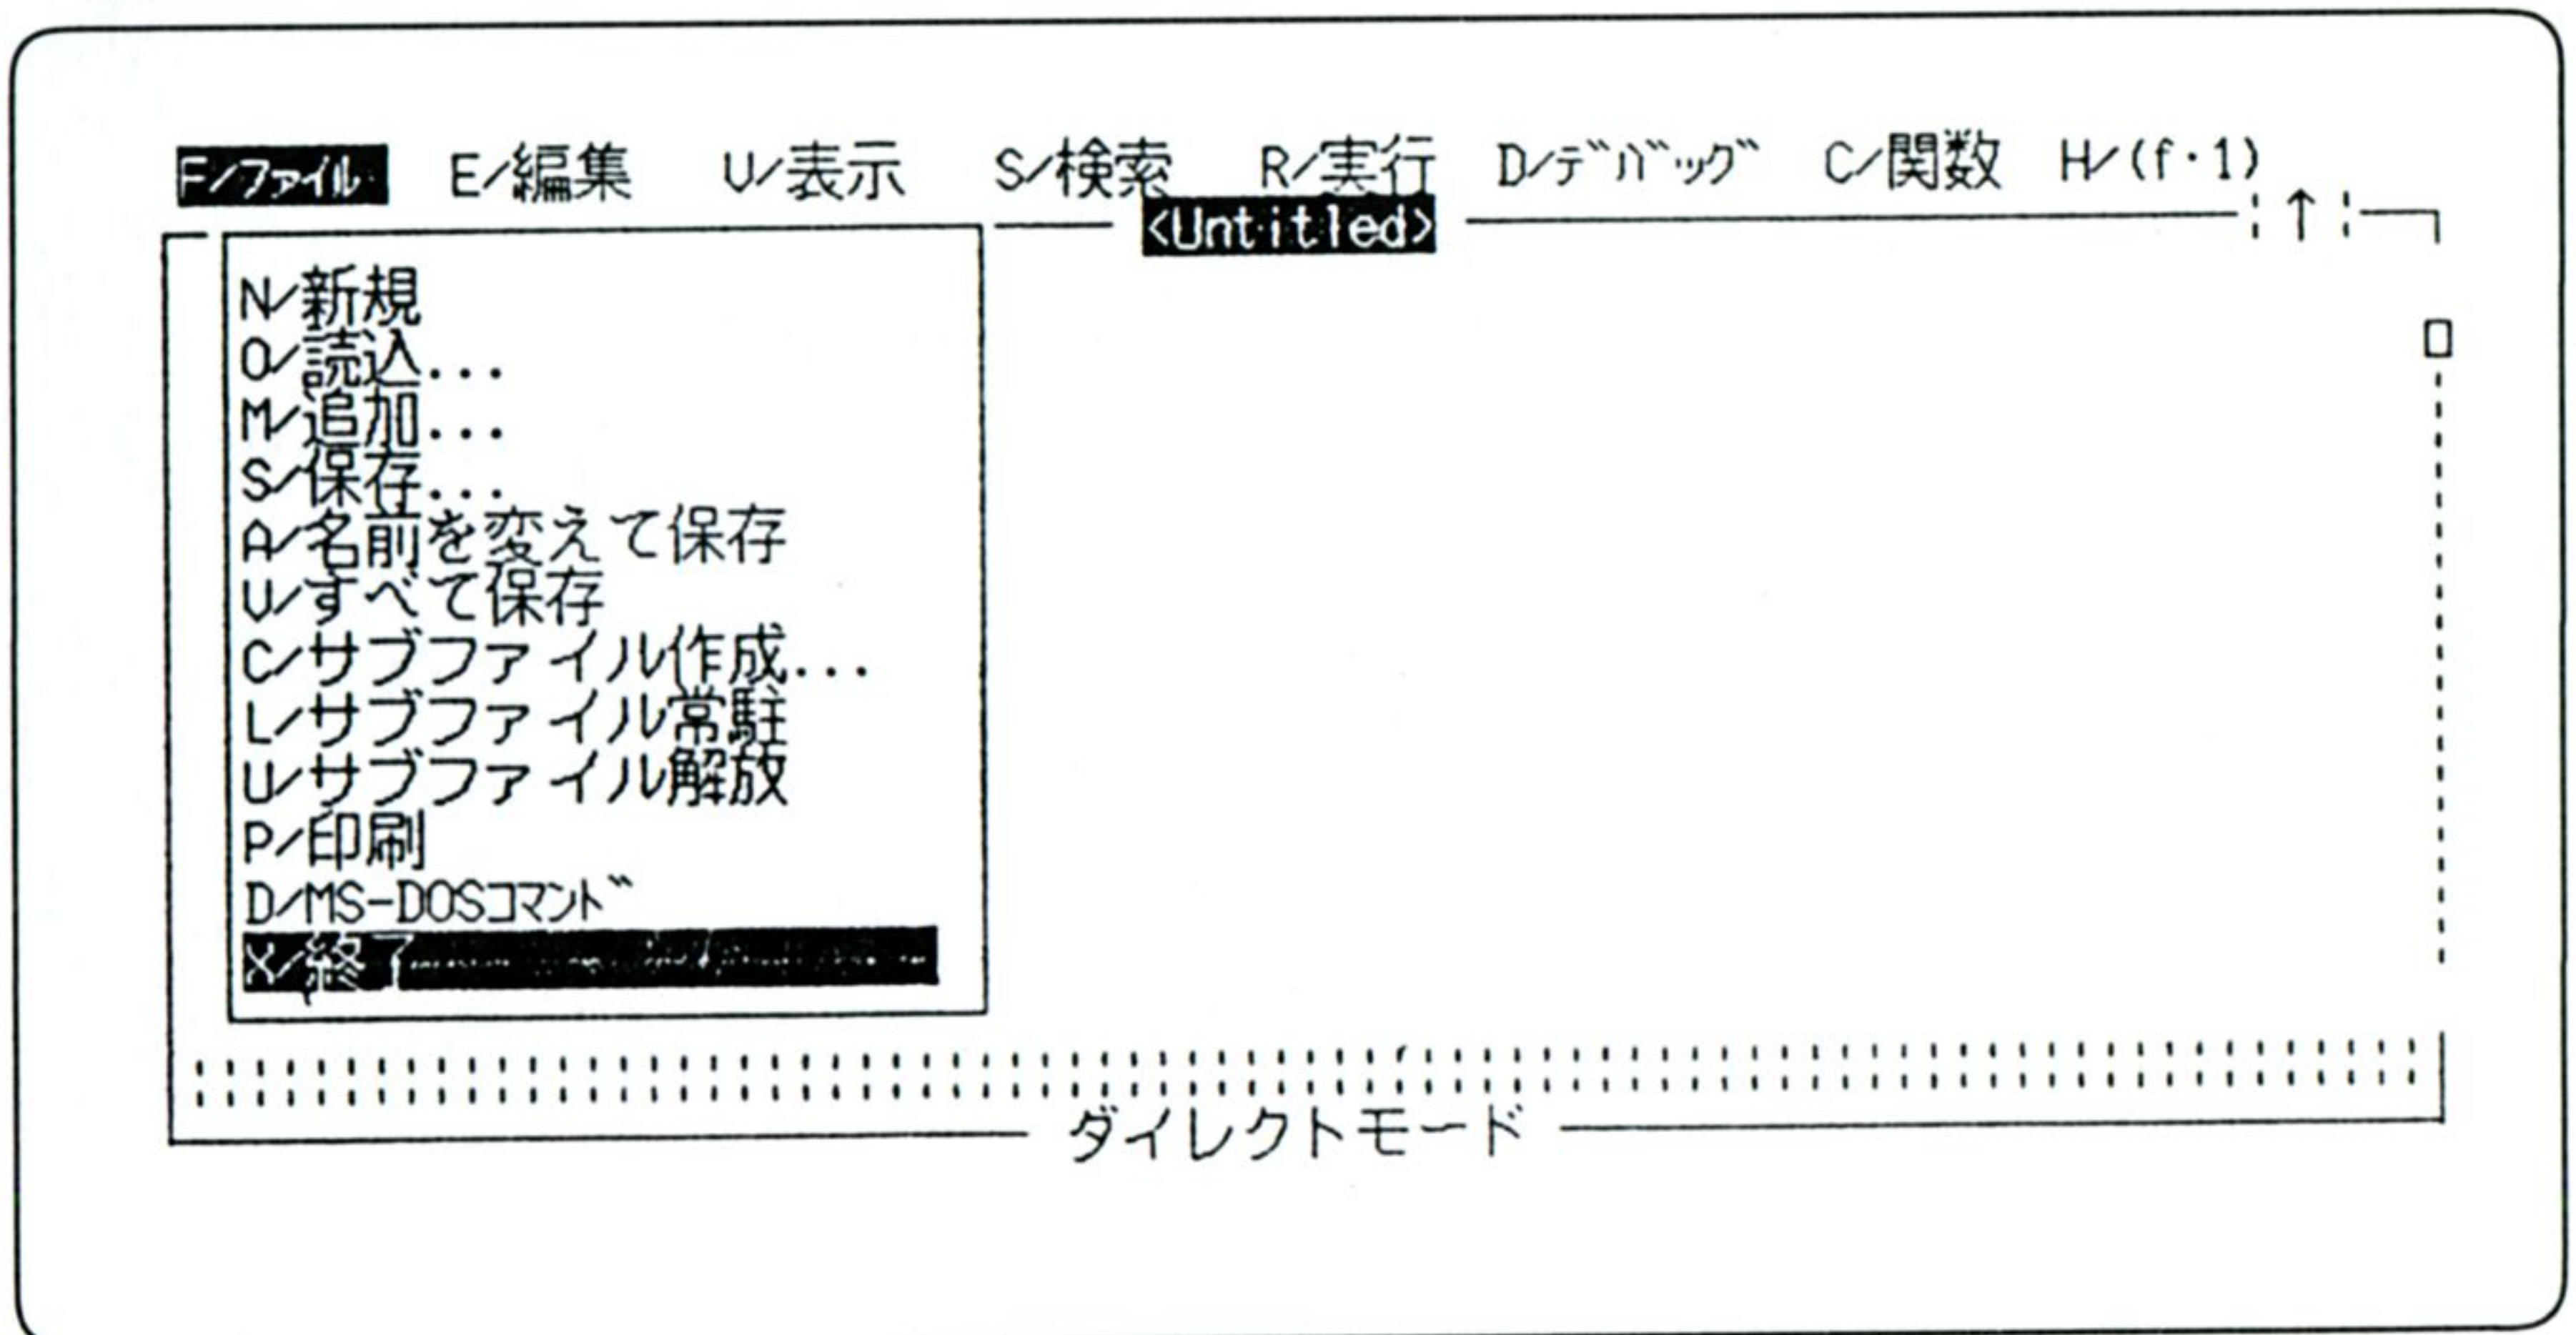 F/ファイル E/編集 V/表示 S/検索 R/実行 D/デバッグ C/関数 H/(f・1)
<Untitled> ↑
N/新規
O/読込...
M/追加...
S/保存...
A/名前を変えて保存
V/すべて保存
C/サブファイル作成...
L/サブファイル常駐
U/サブファイル解放
P/印刷
D/MS-DOSコマンド
X/終了
ダイレクトモード